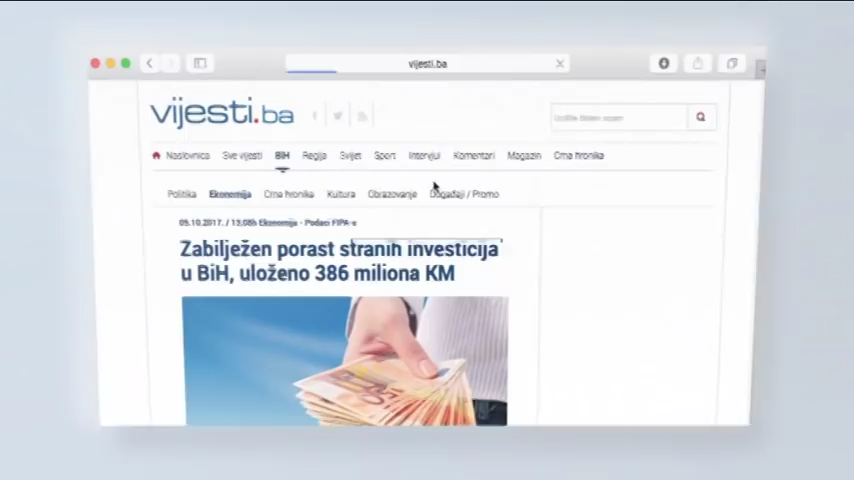 vijesti.ba
vijesti.ba
Naslovnica Sve vijesti BiH Regija Svijet Sport Intervjui Komentari Magazin Crna hronika
Politika Ekonomija Crna hronika Kultura Obrazovanje Događaji / Promo
05.10.2017. / 13.08h Ekonomija - Podaci FIPA-e
Zabilježen porast stranih investicija
u BiH, uloženo 386 miliona KM